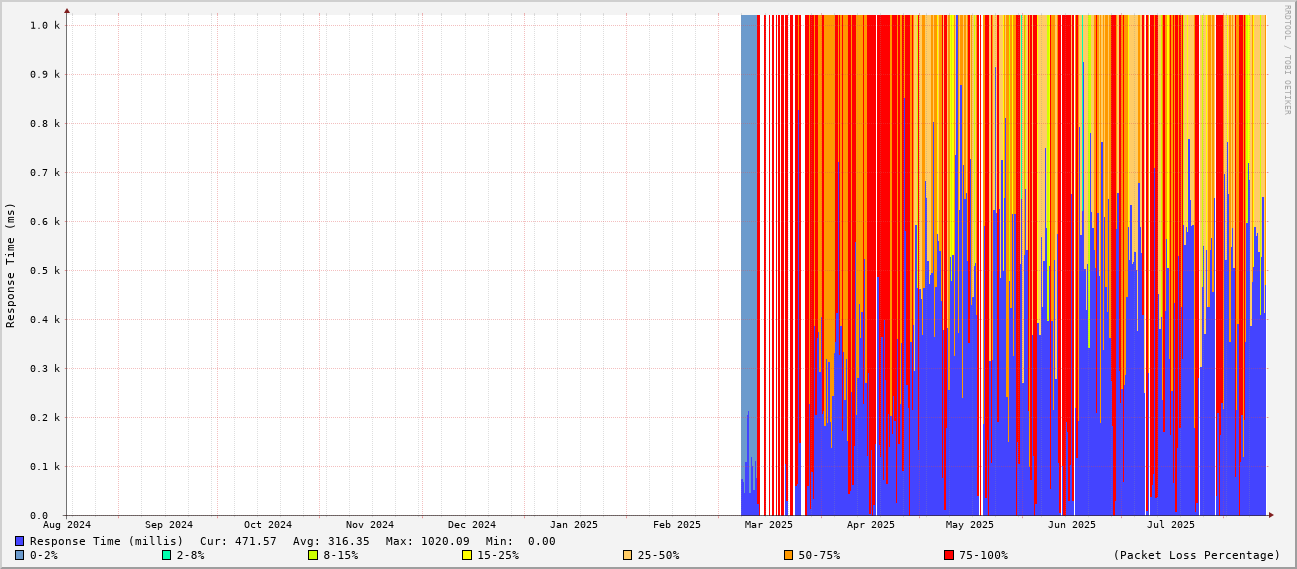 RRDTOOL / TOBI OETIKER
Response Time (ms)
1.0 k
0.9 k
0.8 k
0.7 k
0.6 k
0.5 k
0.4 k
0.3 k
0.2 k
0.1 k
0.0
Aug 2024 Sep 2024 Oct 2024 Nov 2024 Dec 2024 Jan 2025 Feb 2025 Mar 2025 Apr 2025 May 2025 Jun 2025 Jul 2025
Response Time (millis) Cur: 471.57 Avg: 316.35 Max: 1020.09 Min: 0.00
0-2% 2-8% 8-15% 15-25% 25-50% 50-75% 75-100% (Packet Loss Percentage)